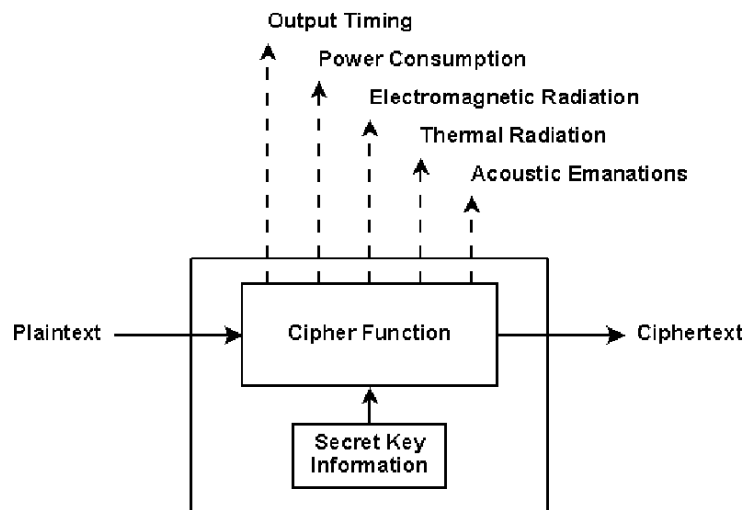 Output Timing
Power Consumption
Electromagnetic Radiation
Thermal Radiation
Acoustic Emanations
Plaintext
Cipher Function
Ciphertext
Secret Key
Information